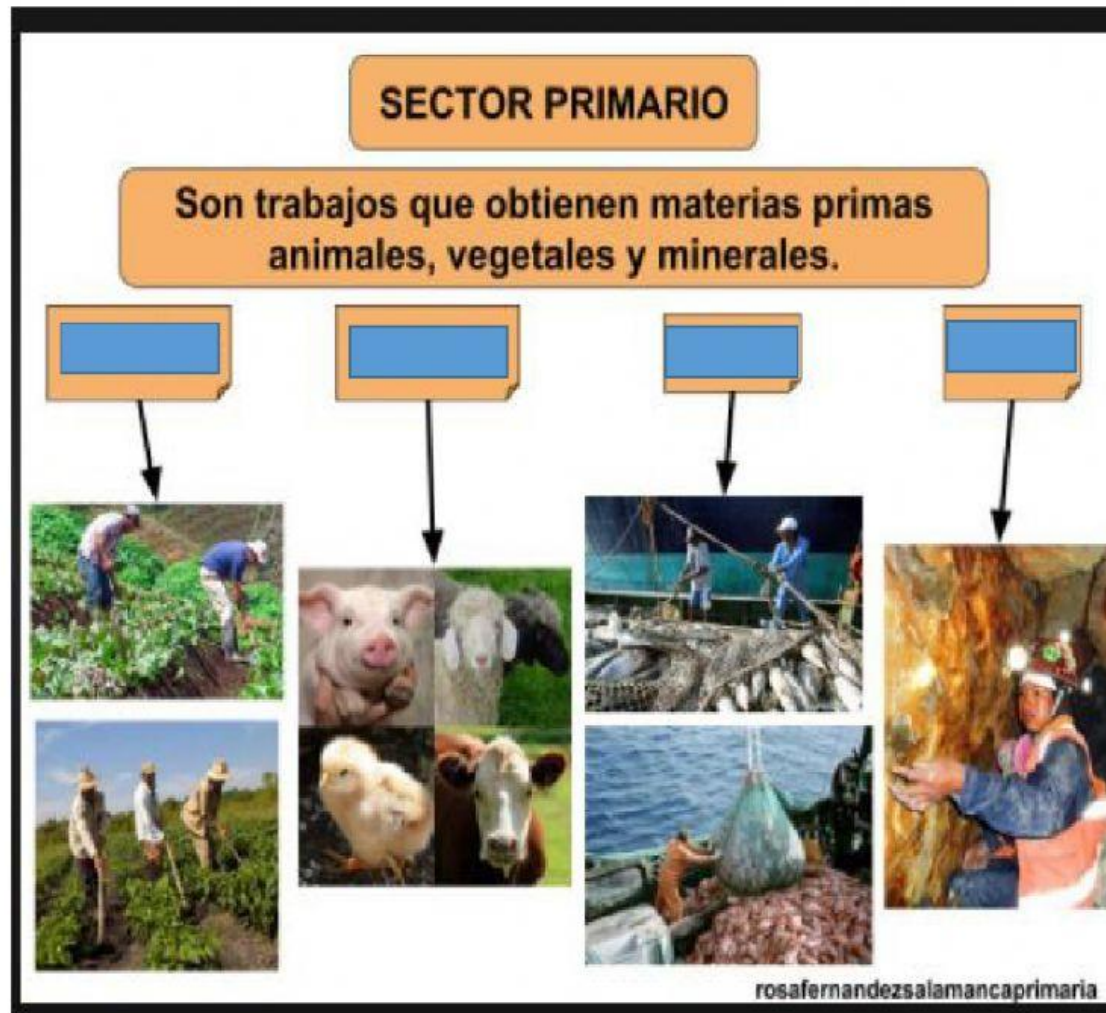 SECTOR PRIMARIO
Son trabajos que obtienen materias primas
animales, vegetales y minerales.
rosafernandezsalamancaprimaria